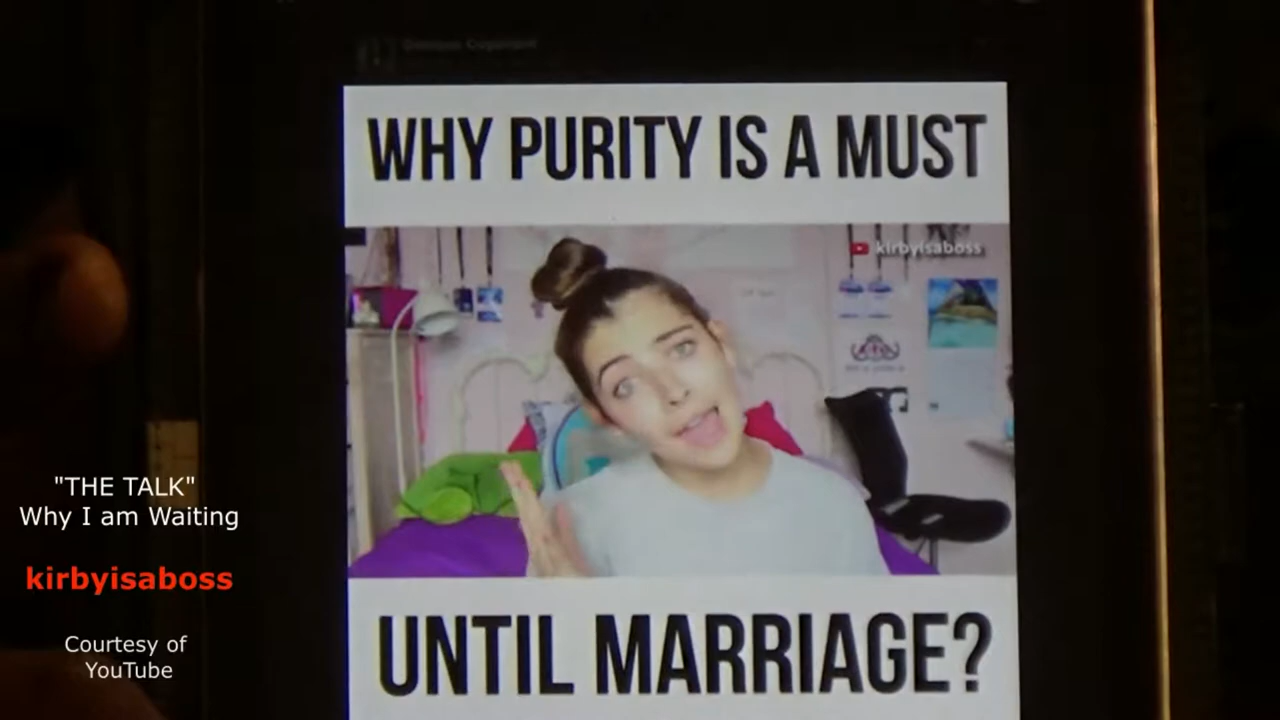 WHY PURITY IS A MUST
kirbyisaboss
UNTIL MARRIAGE?
"THE TALK"
Why I am Waiting
kirbyisaboss
Courtesy of
YouTube